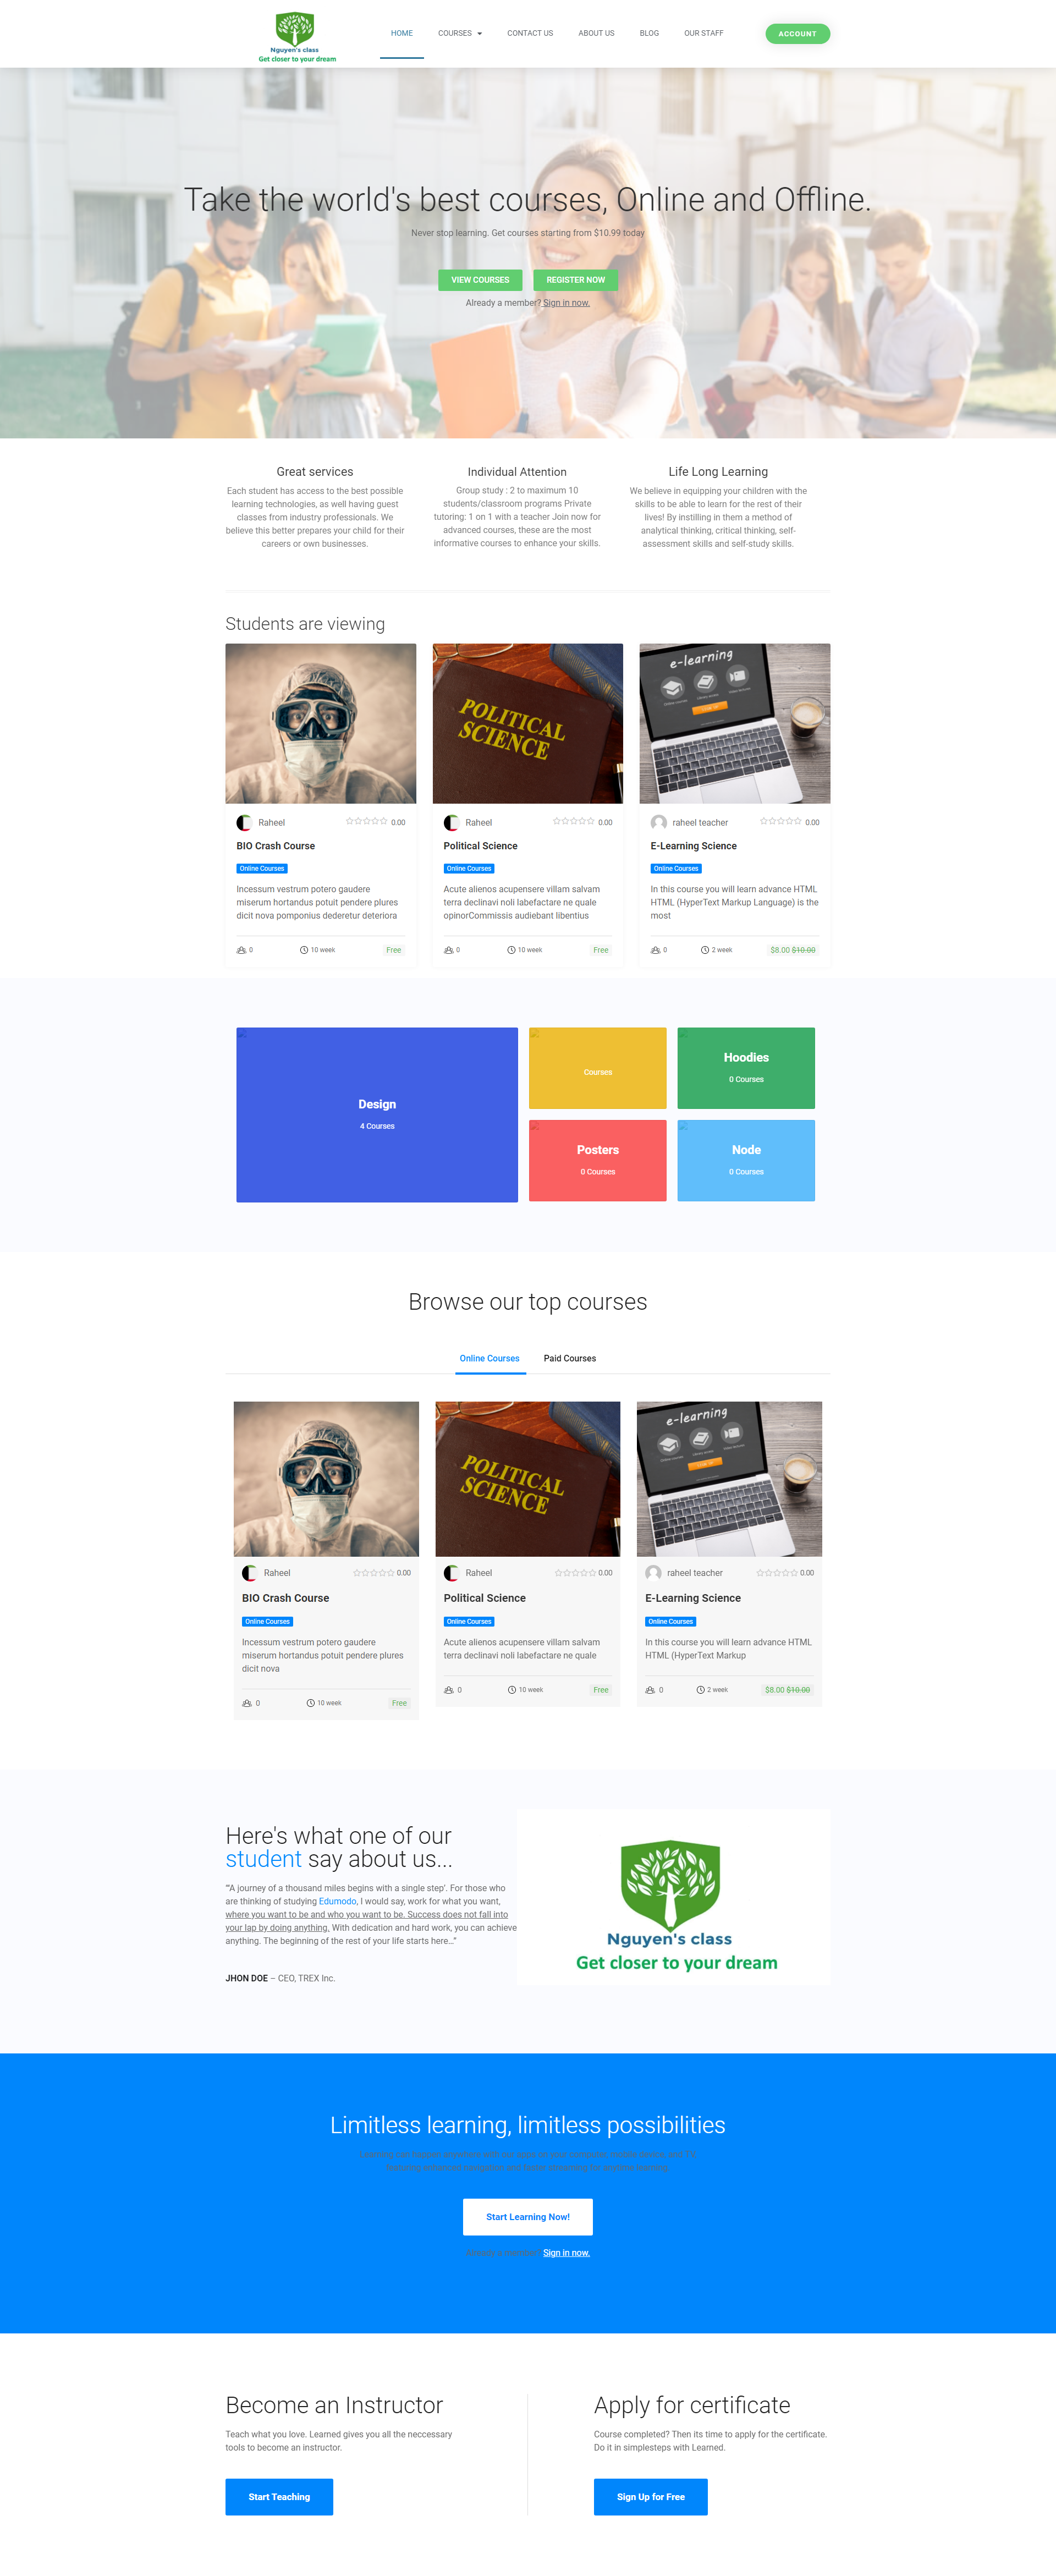 Nguyen's class
Get closer to your dream
HOME COURSES CONTACT US ABOUT US BLOG OUR STAFF ACCOUNT
Take the world's best courses, Online and Offline.
Never stop learning. Get courses starting from $10.99 today
VIEW COURSES REGISTER NOW
Already a member? Sign in now.
Great services
Each student has access to the best possible
learning technologies, as well having guest
classes from industry professionals. We
believe this better prepares your child for their
careers or own businesses.
Individual Attention
Group study : 2 to maximum 10
students/classroom programs Private
tutoring: 1 on 1 with a teacher Join now for
advanced courses, these are the most
informative courses to enhance your skills.
Life Long Learning
We believe in equipping your children with the
skills to be able to learn for the rest of their
lives! By instilling in them a method of
analytical thinking, critical thinking, self-
assessment skills and self-study skills.
Students are viewing
Raheel 0.00
BIO Crash Course
Online Courses
Incessum vestrum potero gaudere
miserum hortandus potuit pendere plures
dicit nova pomponius dederetur deteriora
0 10 week Free
POLITICAL
SCIENCE
Raheel 0.00
Political Science
Online Courses
Acute alienos acupensere villam salvam
terra declinavi noli labefactare ne quale
opinorCommissis audiebant libentius
0 10 week Free
e-learning
raheel teacher 0.00
E-Learning Science
Online Courses
In this course you will learn advance HTML
HTML (HyperText Markup Language) is the
most
0 2 week $8.00 $10.00
Design
4 Courses
Courses
Hoodies
0 Courses
Posters
0 Courses
Node
0 Courses
Browse our top courses
Online Courses Paid Courses
Raheel 0.00
BIO Crash Course
Online Courses
Incessum vestrum potero gaudere
miserum hortandus potuit pendere plures
dicit nova
0 10 week Free
POLITICAL
SCIENCE
Raheel 0.00
Political Science
Online Courses
Acute alienos acupensere villam salvam
terra declinavi noli labefactare ne quale
0 10 week Free
e-learning
raheel teacher 0.00
E-Learning Science
Online Courses
In this course you will learn advance HTML
HTML (HyperText Markup
0 2 week $8.00 $10.00
Here's what one of our
student say about us...
“‘A journey of a thousand miles begins with a single step’. For those who
are thinking of studying Edumodo, I would say, work for what you want,
where you want to be and who you want to be. Success does not fall into
your lap by doing anything. With dedication and hard work, you can achieve
anything. The beginning of the rest of your life starts here…”
JHON DOE – CEO, TREX Inc.
Nguyen's class
Get closer to your dream
Limitless learning, limitless possibilities
Start Learning Now!
Sign in now.
Become an Instructor
Teach what you love. Learned gives you all the neccessary
tools to become an instructor.
Start Teaching
Apply for certificate
Course completed? Then its time to apply for the certificate.
Do it in simplesteps with Learned.
Sign Up for Free